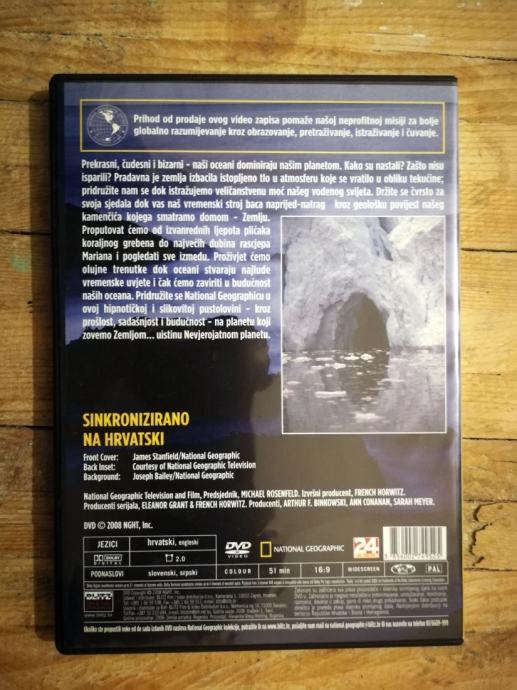 Prihod od prodaje ovog video zapisa pomaže našoj neprofitnoj misiji za bolje
globalno razumijevanje kroz obrazovanje, pretraživanje, istraživanje i čuvanje.
Prekrasni, čudesni i bizarni - naši oceani dominiraju našim planetom. Kako su nastali? Zašto nisu
isparili? Pradavna je zemlja izbacila istopljeno tlo u atmosferu koje se vratilo u obliku tekućine;
pridružite nam se dok istražujemo veličanstvenu moć našeg vodenog svijeta. Držite se čvrsto za
svoja sjedala dok vas naš vremenski stroj baca naprijed-natrag kroz geološku povijest našeg
kamenčića kojega smatramo domom - Zemlju.
Proputovat ćemo od izvanrednih ljepota plićaka
koraljnog grebena do najvećih dubina rascjepa
Mariana i pogledati sve između. Proživjet ćemo
olujne trenutke dok oceani stvaraju najlude
vremenske uvjete i čak ćemo zaviriti u budućnost
naših oceana. Pridružite se National Geographicu u
ovoj hipnotičkoj i slikovitoj pustolovini - kroz
prošlost, sadašnjost i budućnost - na planetu koji
zovemo Zemljom... uistinu Nevjerojatnom planetu.
SINKRONIZIRANO
NA HRVATSKI
Front Cover: James Stanfield/National Geographic
Back Inset: Courtesy of National Geographic Television
Background: Joseph Bailey/National Geographic
National Geographic Television and Film, Predsjednik, MICHAEL ROSENFELD. Izvršni producent, FRENCH HORWITZ.
Producenti serijala, ELEANOR GRANT & FRENCH HORWITZ. Producenti, ARTHUR F. BINKOWSKI, ANN CONANAN, SARAH MEYER.
DVD © 2008 NGHT, Inc.
JEZICI hrvatski, engleski
DOLBY DIGITAL 2.0
DVD VIDEO
NATIONAL GEOGRAPHIC
24
PODNASLOVI slovenski, srpski COLOUR 51 min 16:9 WIDESCREEN PAL
DVD Copyright © 2008 NGHT, Inc.